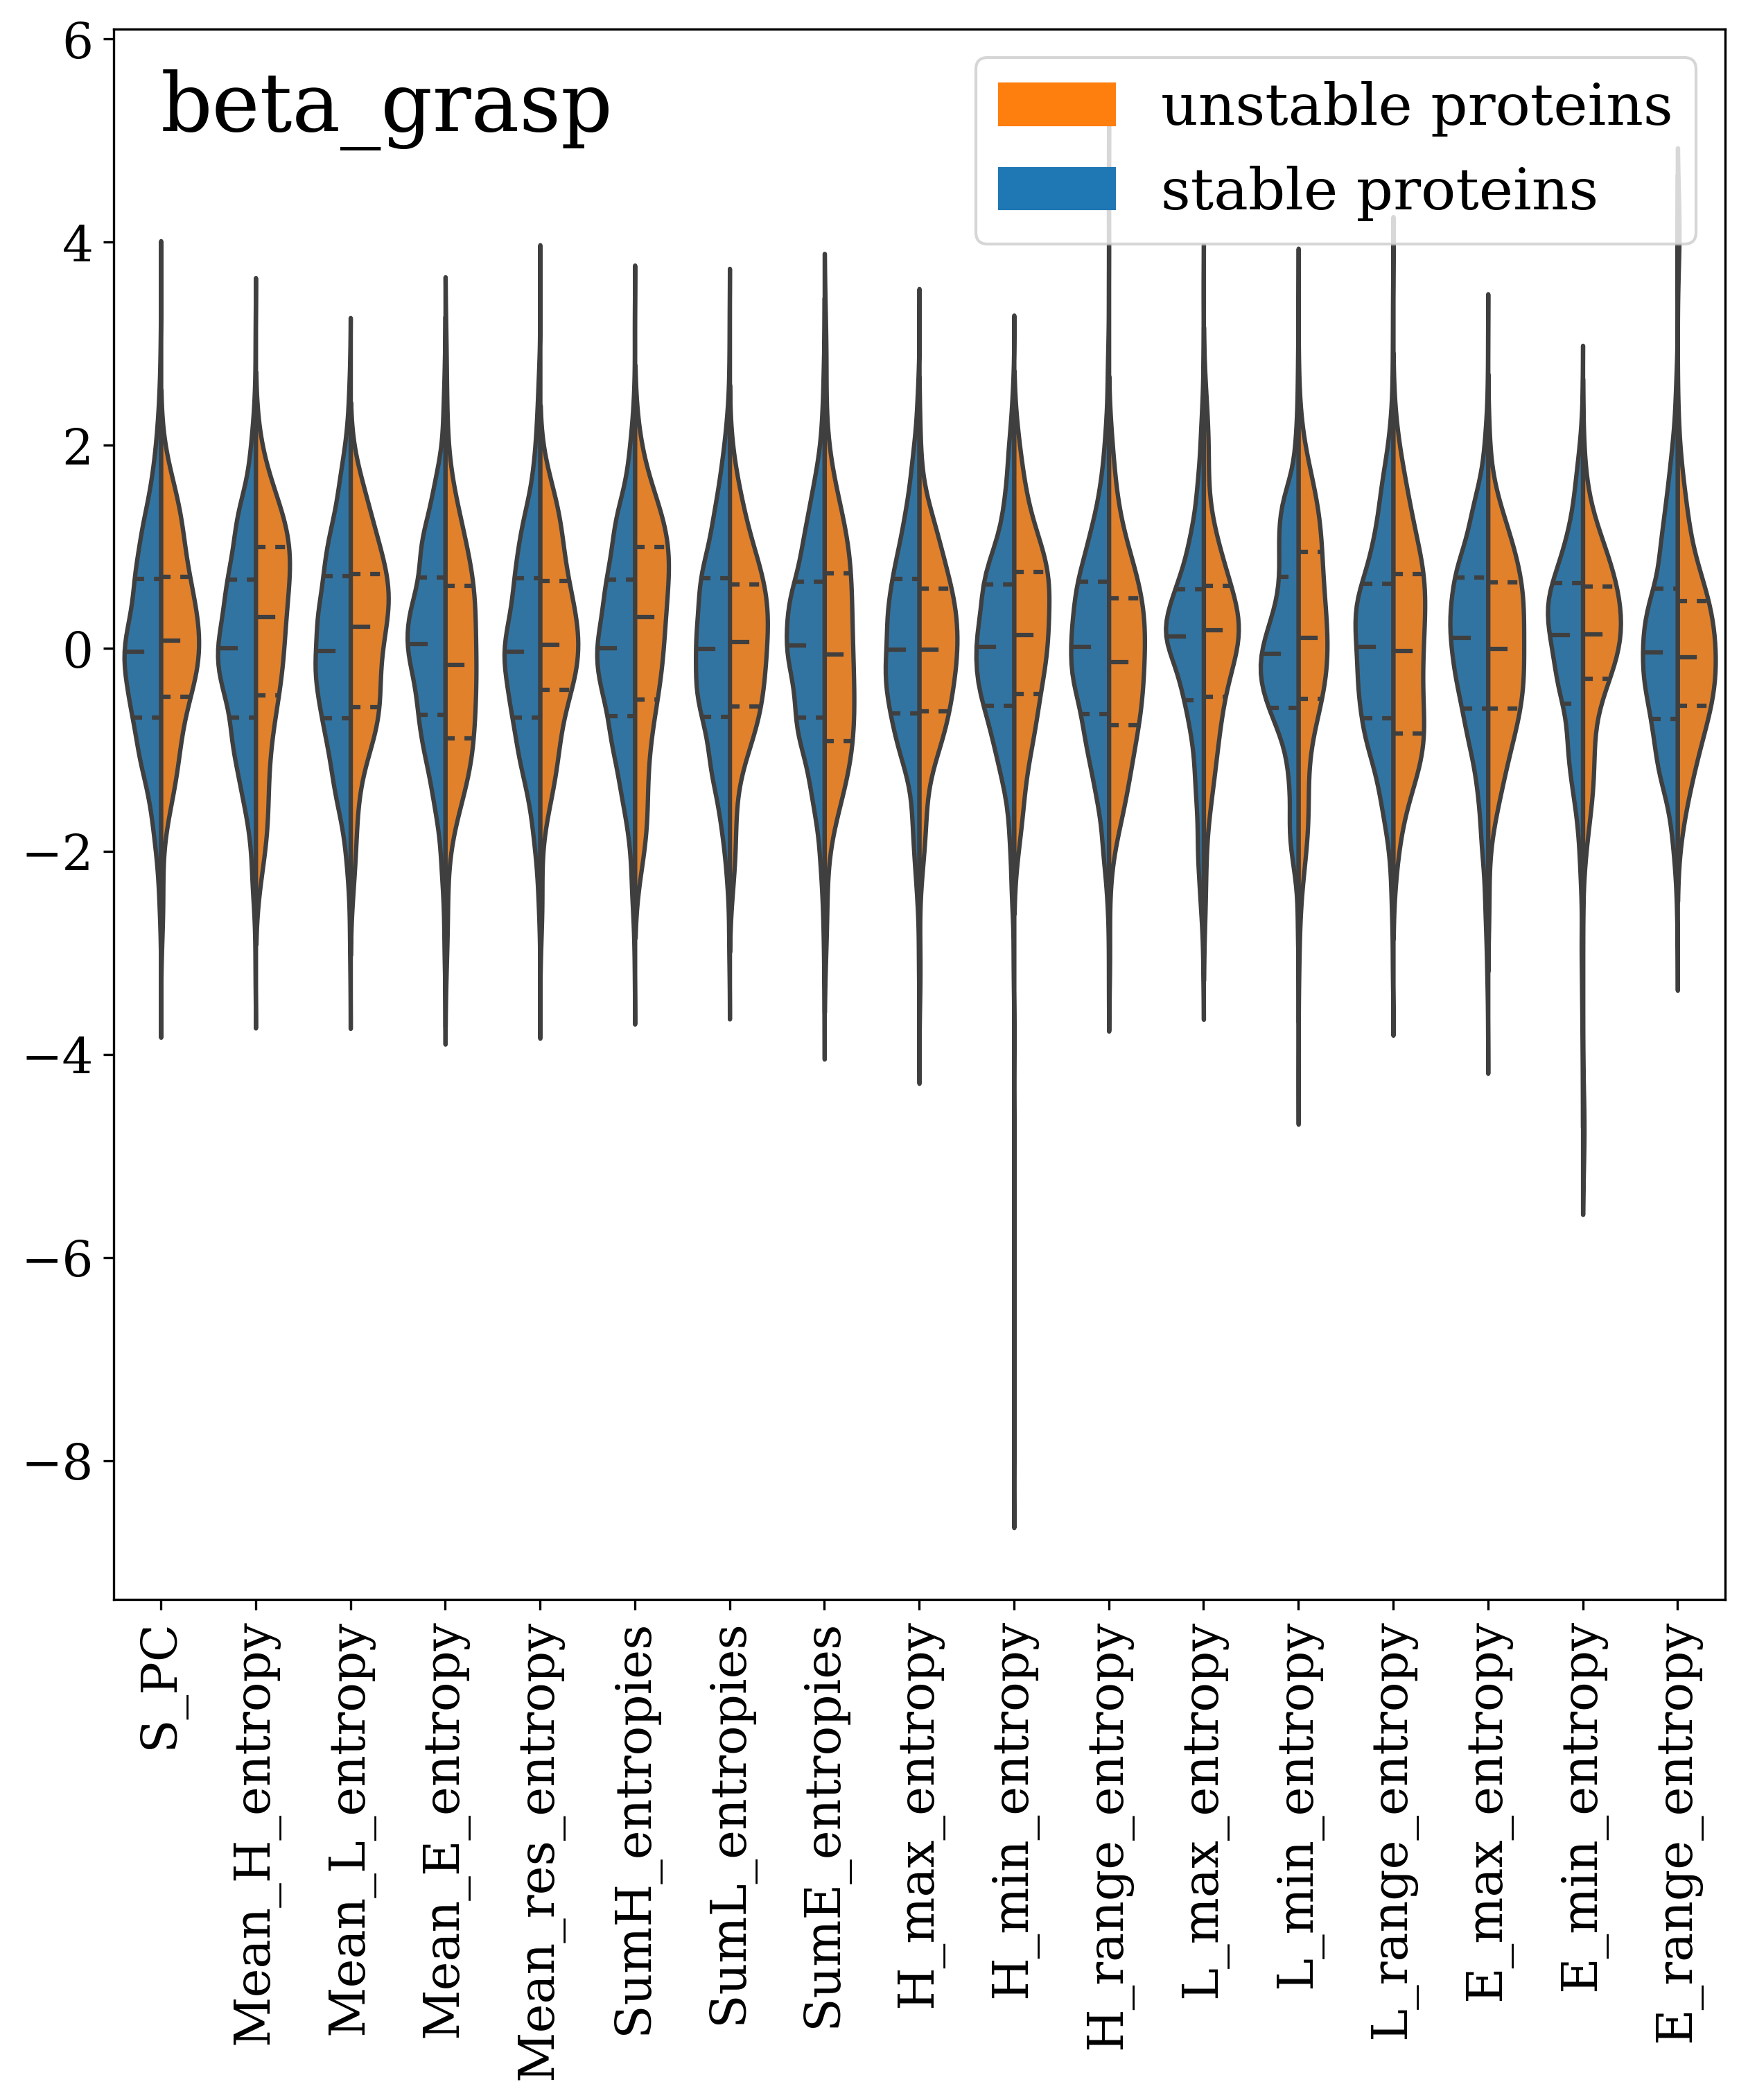 beta_grasp
unstable proteins
stable proteins
6
4
2
0
−2
−4
−6
−8
S_PC
Mean_H_entropy
Mean_L_entropy
Mean_E_entropy
Mean_res_entropy
SumH_entropies
SumL_entropies
SumE_entropies
H_max_entropy
H_min_entropy
H_range_entropy
L_max_entropy
L_min_entropy
L_range_entropy
E_max_entropy
E_min_entropy
E_range_entropy